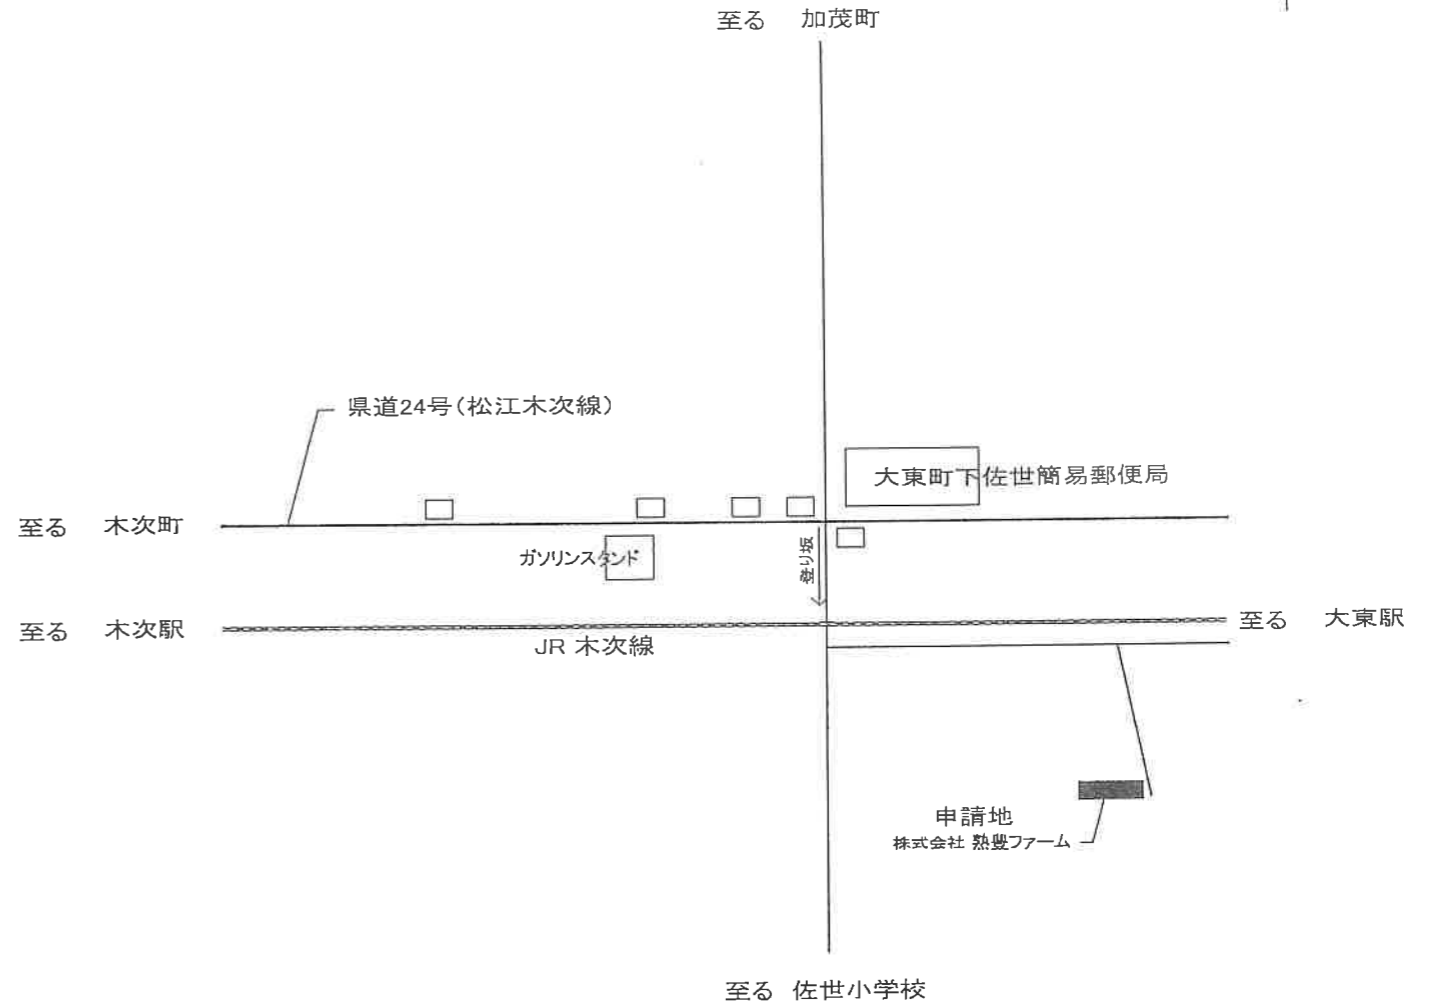 至る 加茂町
県道24号(松江木次線)
大東町下佐世簡易郵便局
至る 木次町
ガソリンスタンド
登り坂
至る 木次駅
至る 大東駅
JR 木次線
申請地
株式会社 熟豊ファーム
至る 佐世小学校